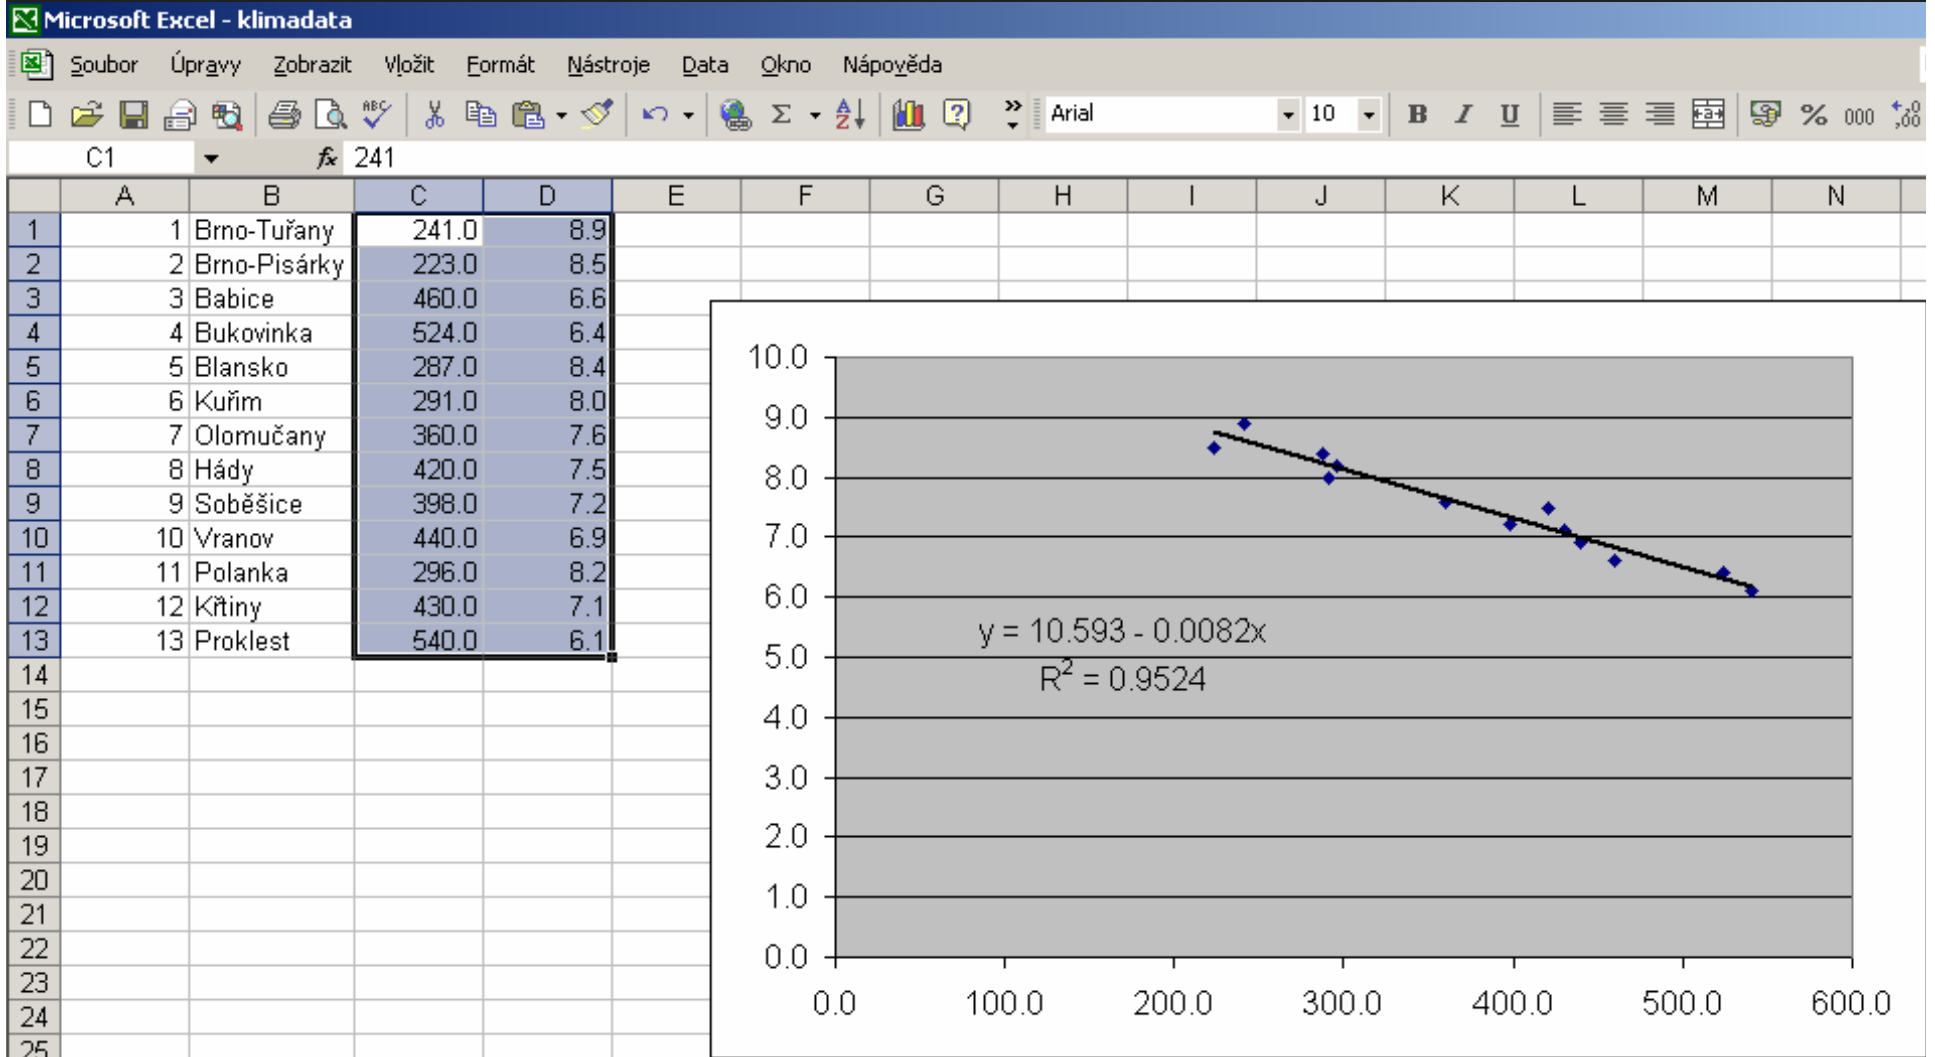 Microsoft Excel - klimadata
Soubor Úpravy Zobrazit Vložit Formát Nástroje Data Okno Nápověda
ABC Σ A Z ? » Arial 10 B I U a % 000 ,00
C1 fx 241
A B C D E F G H I J K L M N
1 1 Brno-Tuřany 241.0 8.9
2 2 Brno-Pisárky 223.0 8.5
3 3 Babice 460.0 6.6
4 4 Bukovinka 524.0 6.4
5 5 Blansko 287.0 8.4
6 6 Kuřim 291.0 8.0
7 7 Olomučany 360.0 7.6
8 8 Hády 420.0 7.5
9 9 Soběšice 398.0 7.2
10 10 Vranov 440.0 6.9
11 11 Polanka 296.0 8.2
12 12 Křtiny 430.0 7.1
13 13 Proklest 540.0 6.1
14
15
16
17
18
19
20
21
22
23
24
25
10.0
9.0
8.0
7.0
6.0
y = 10.593 - 0.0082x
5.0
R² = 0.9524
4.0
3.0
2.0
1.0
0.0
0.0 100.0 200.0 300.0 400.0 500.0 600.0